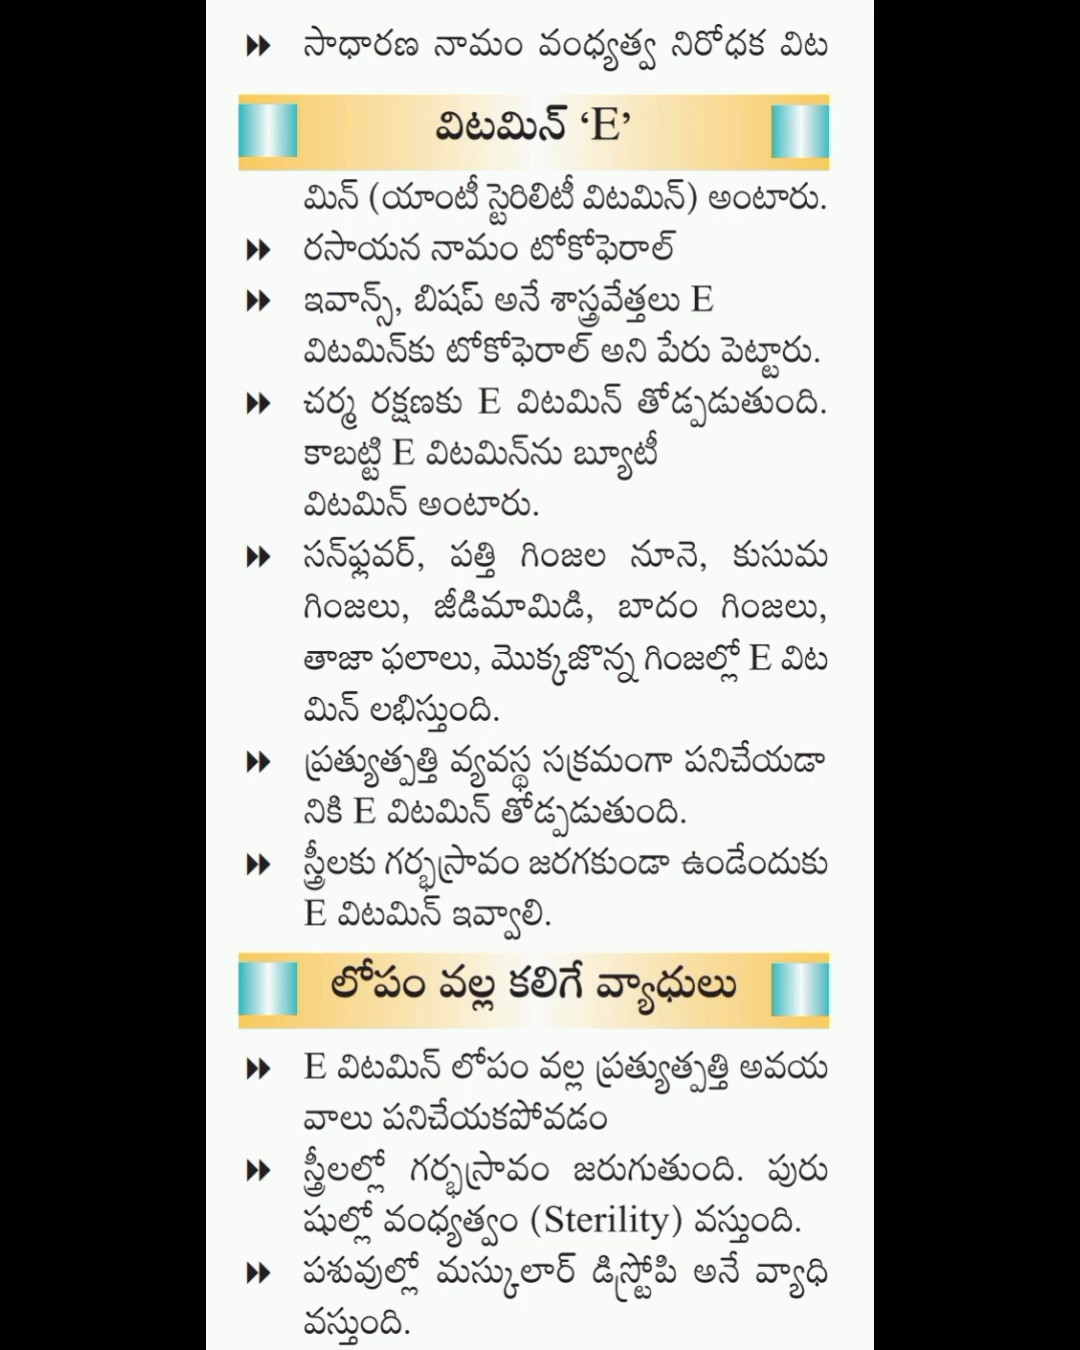 సాధారణ నామం వంధ్యత్వ నిరోధక విట
విటమిన్ ‘E’
మిన్ (యాంటీ స్టెరిలిటీ విటమిన్) అంటారు.
రసాయన నామం టోకోఫెరాల్
ఇవాన్స్, బిషప్ అనే శాస్త్రవేత్తలు E
విటమిన్‌కు టోకోఫెరాల్ అని పేరు పెట్టారు.
చర్మ రక్షణకు E విటమిన్ తోడ్పడుతుంది.
కాబట్టి E విటమిన్‌ను బ్యూటీ
విటమిన్ అంటారు.
సన్‌ఫ్లవర్, పత్తి గింజల నూనె, కుసుమ
గింజలు, జీడిమామిడి, బాదం గింజలు,
తాజా ఫలాలు, మొక్కజొన్న గింజల్లో E విట
మిన్ లభిస్తుంది.
ప్రత్యుత్పత్తి వ్యవస్థ సక్రమంగా పనిచేయడా
నికి E విటమిన్ తోడ్పడుతుంది.
స్త్రీలకు గర్భస్రావం జరగకుండా ఉండేందుకు
E విటమిన్ ఇవ్వాలి.
లోపం వల్ల కలిగే వ్యాధులు
E విటమిన్ లోపం వల్ల ప్రత్యుత్పత్తి అవయ
వాలు పనిచేయకపోవడం
స్త్రీలల్లో గర్భస్రావం జరుగుతుంది. పురు
షుల్లో వంధ్యత్వం (Sterility) వస్తుంది.
పశువుల్లో మస్కులార్ డిస్ట్రోపి అనే వ్యాధి
వస్తుంది.